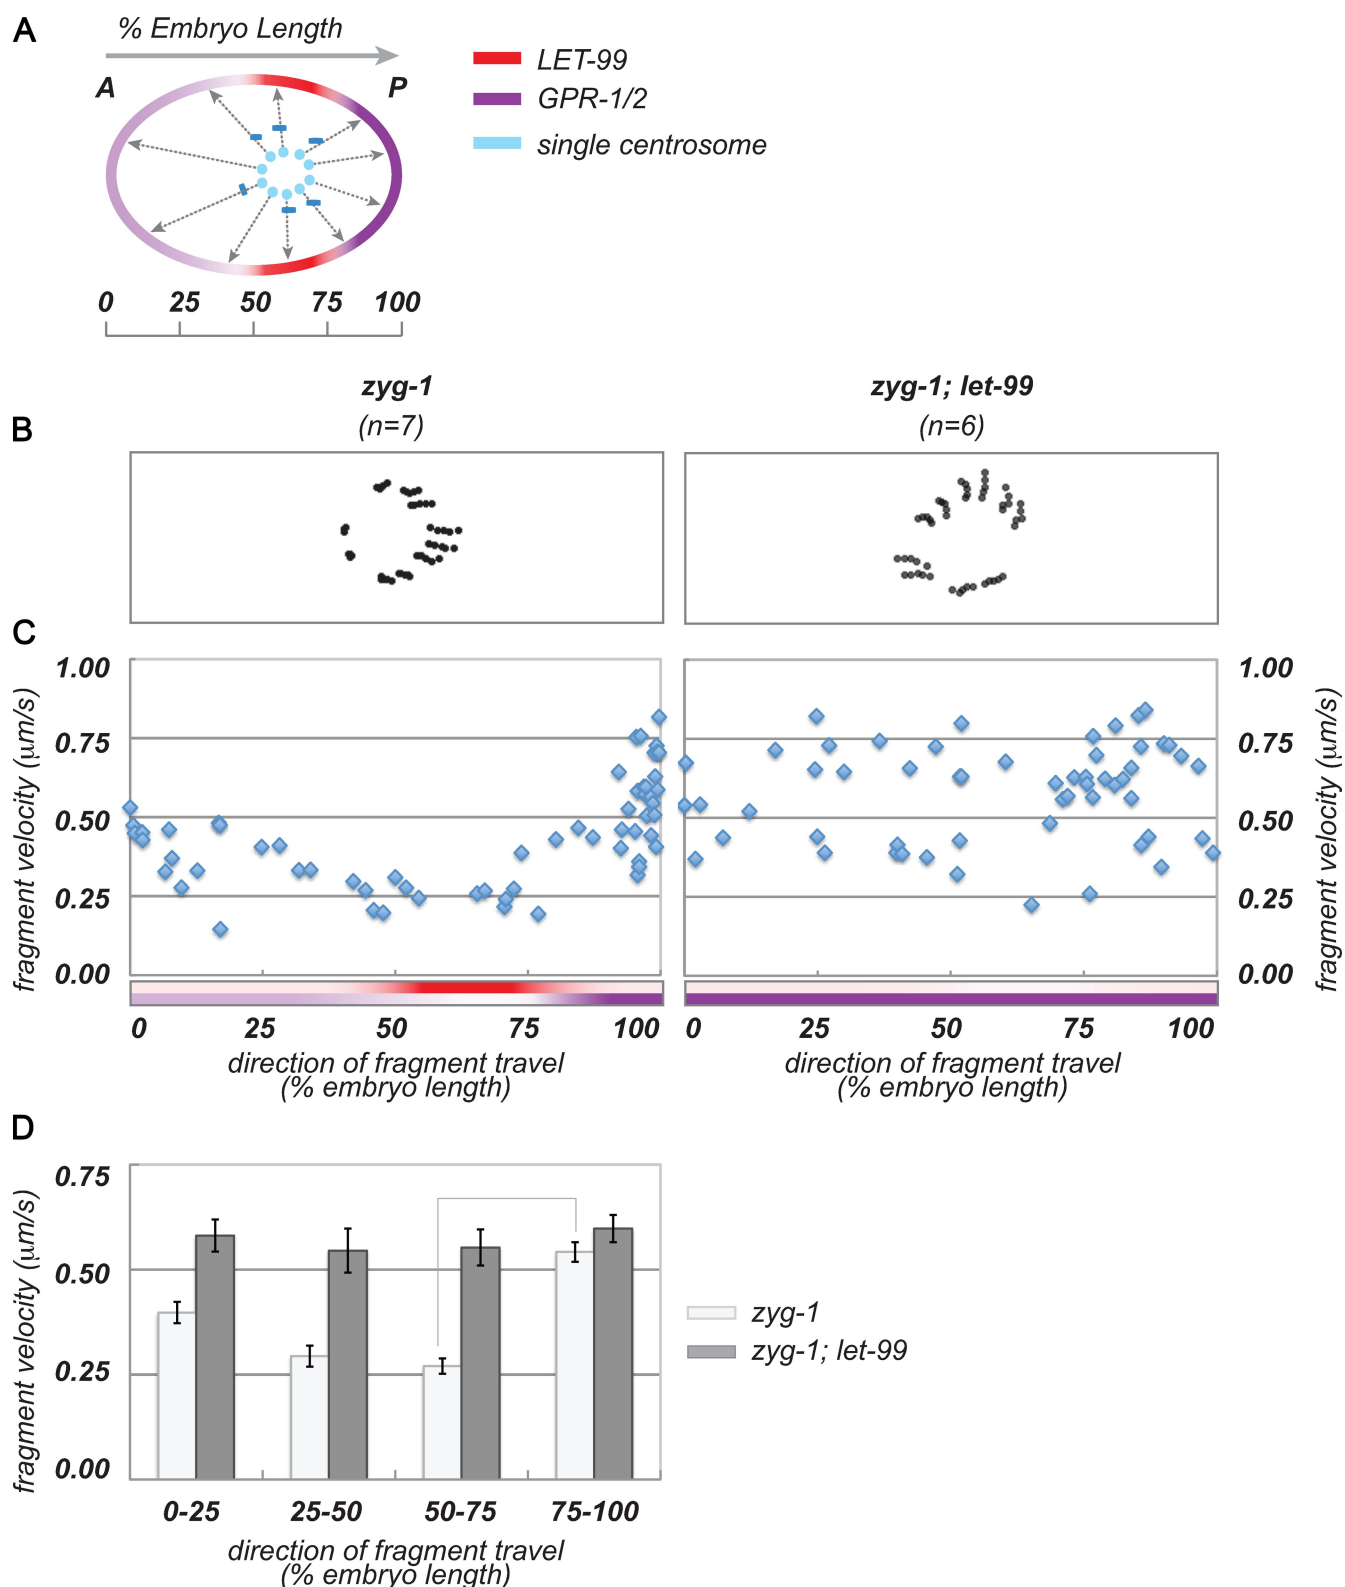 A
% Embryo Length
A P
LET-99
GPR-1/2
single centrosome
0 25 50 75 100
zyg-1
(n=7)
zyg-1; let-99
(n=6)
B
C
1.00
0.75
0.50
0.25
0.00
fragment velocity (μm/s)
1.00
0.75
0.50
0.25
0.00
fragment velocity (μm/s)
0 25 50 75 100
direction of fragment travel
(% embryo length)
0 25 50 75 100
direction of fragment travel
(% embryo length)
D
0.75
0.50
0.25
0.00
fragment velocity (μm/s)
zyg-1
zyg-1; let-99
0-25 25-50 50-75 75-100
direction of fragment travel
(% embryo length)